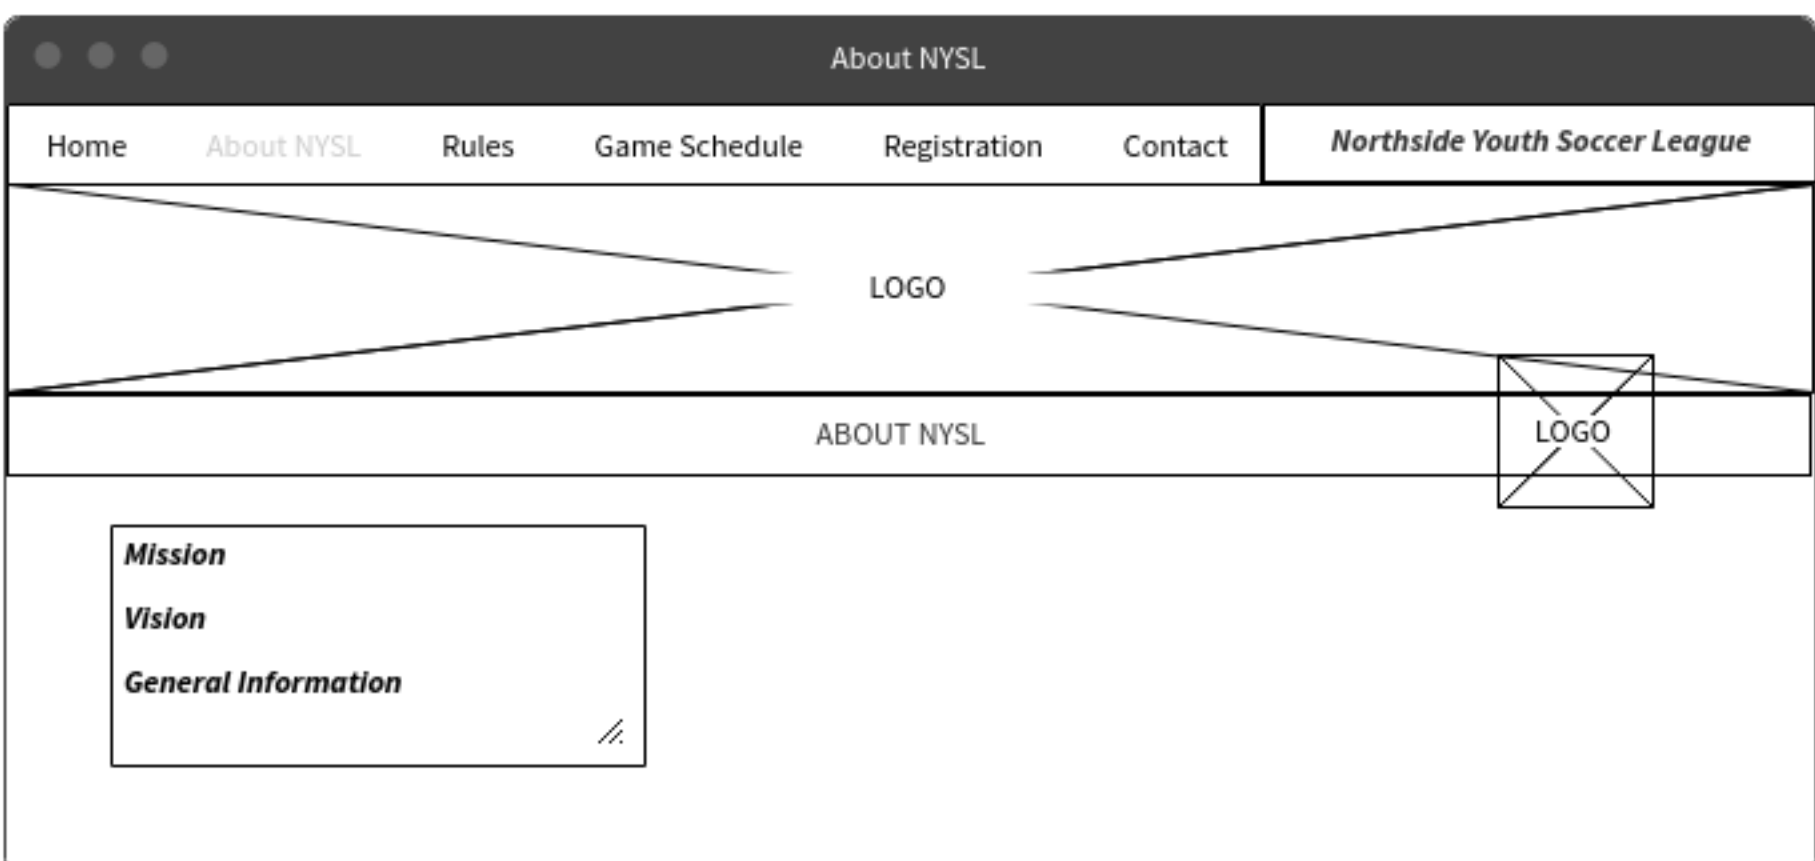 About NYSL
Home About NYSL Rules Game Schedule Registration Contact Northside Youth Soccer League
LOGO
ABOUT NYSL
LOGO
Mission
Vision
General Information